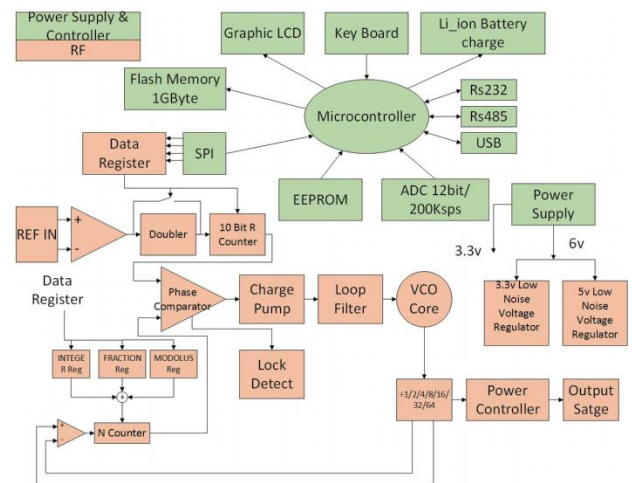 Power Supply &
Controller
RF
Graphic LCD
Key Board
Li_ion Battery
charge
Flash Memory
1GByte
Microcontroller
Rs232
Rs485
USB
Data
Register
SPI
EEPROM
ADC 12bit/
200Ksps
Power
Supply
3.3v
6v
REF IN
+
-
Doubler
10 Bit R
Counter
3.3v Low
Noise
Voltage
Regulator
5v Low
Noise
Voltage
Regulator
Data
Register
Phase
Comparator
Charge
Pump
Loop
Filter
VCO
Core
INTEGE
R Reg
FRACTION
Reg
MODULUS
Reg
Lock
Detect
+
+
-
N Counter
÷1/2/4/8/16/
32/64
Power
Controller
Output
Satge